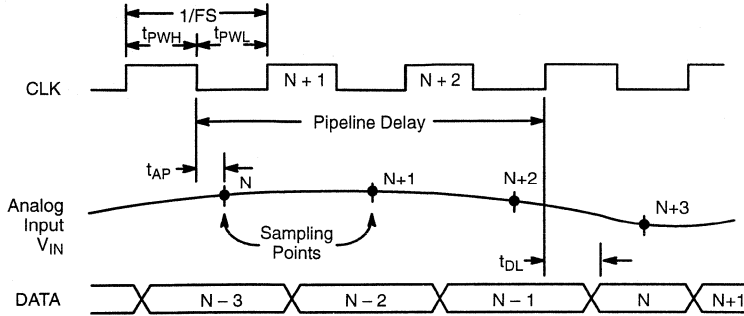 1/FS
tPWH tPWL
CLK N + 1 N + 2
Pipeline Delay
tAP
N N+1 N+2 N+3
Analog
Input
VIN
Sampling
Points
tDL
DATA N – 3 N – 2 N – 1 N N+1